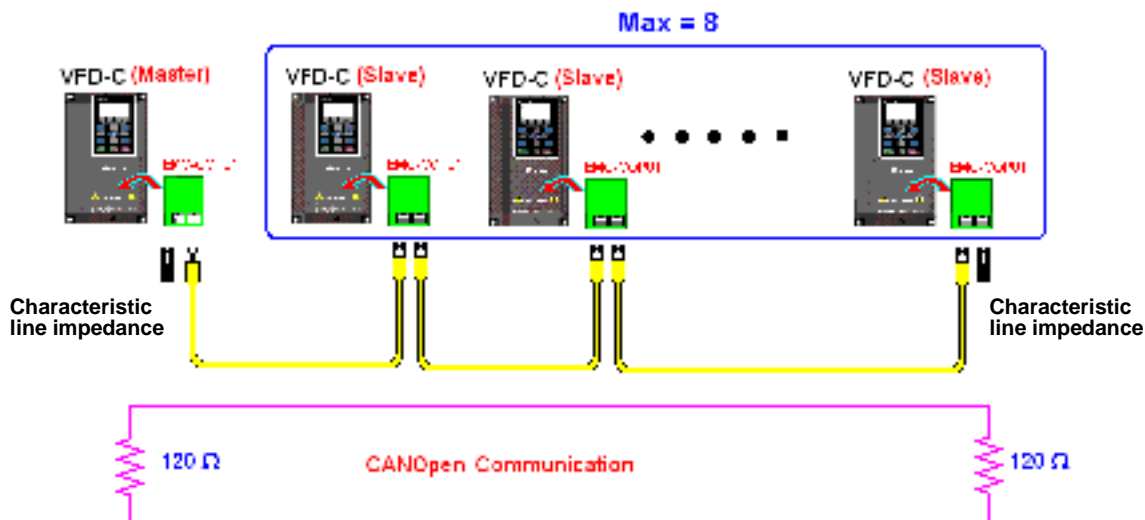 Max = 8
VFD-C (Master)
VFD-C (Slave)
VFD-C (Slave)
VFD-C (Slave)
Characteristic
line impedance
Characteristic
line impedance
120 Ω
CANOpen Communication
120 Ω